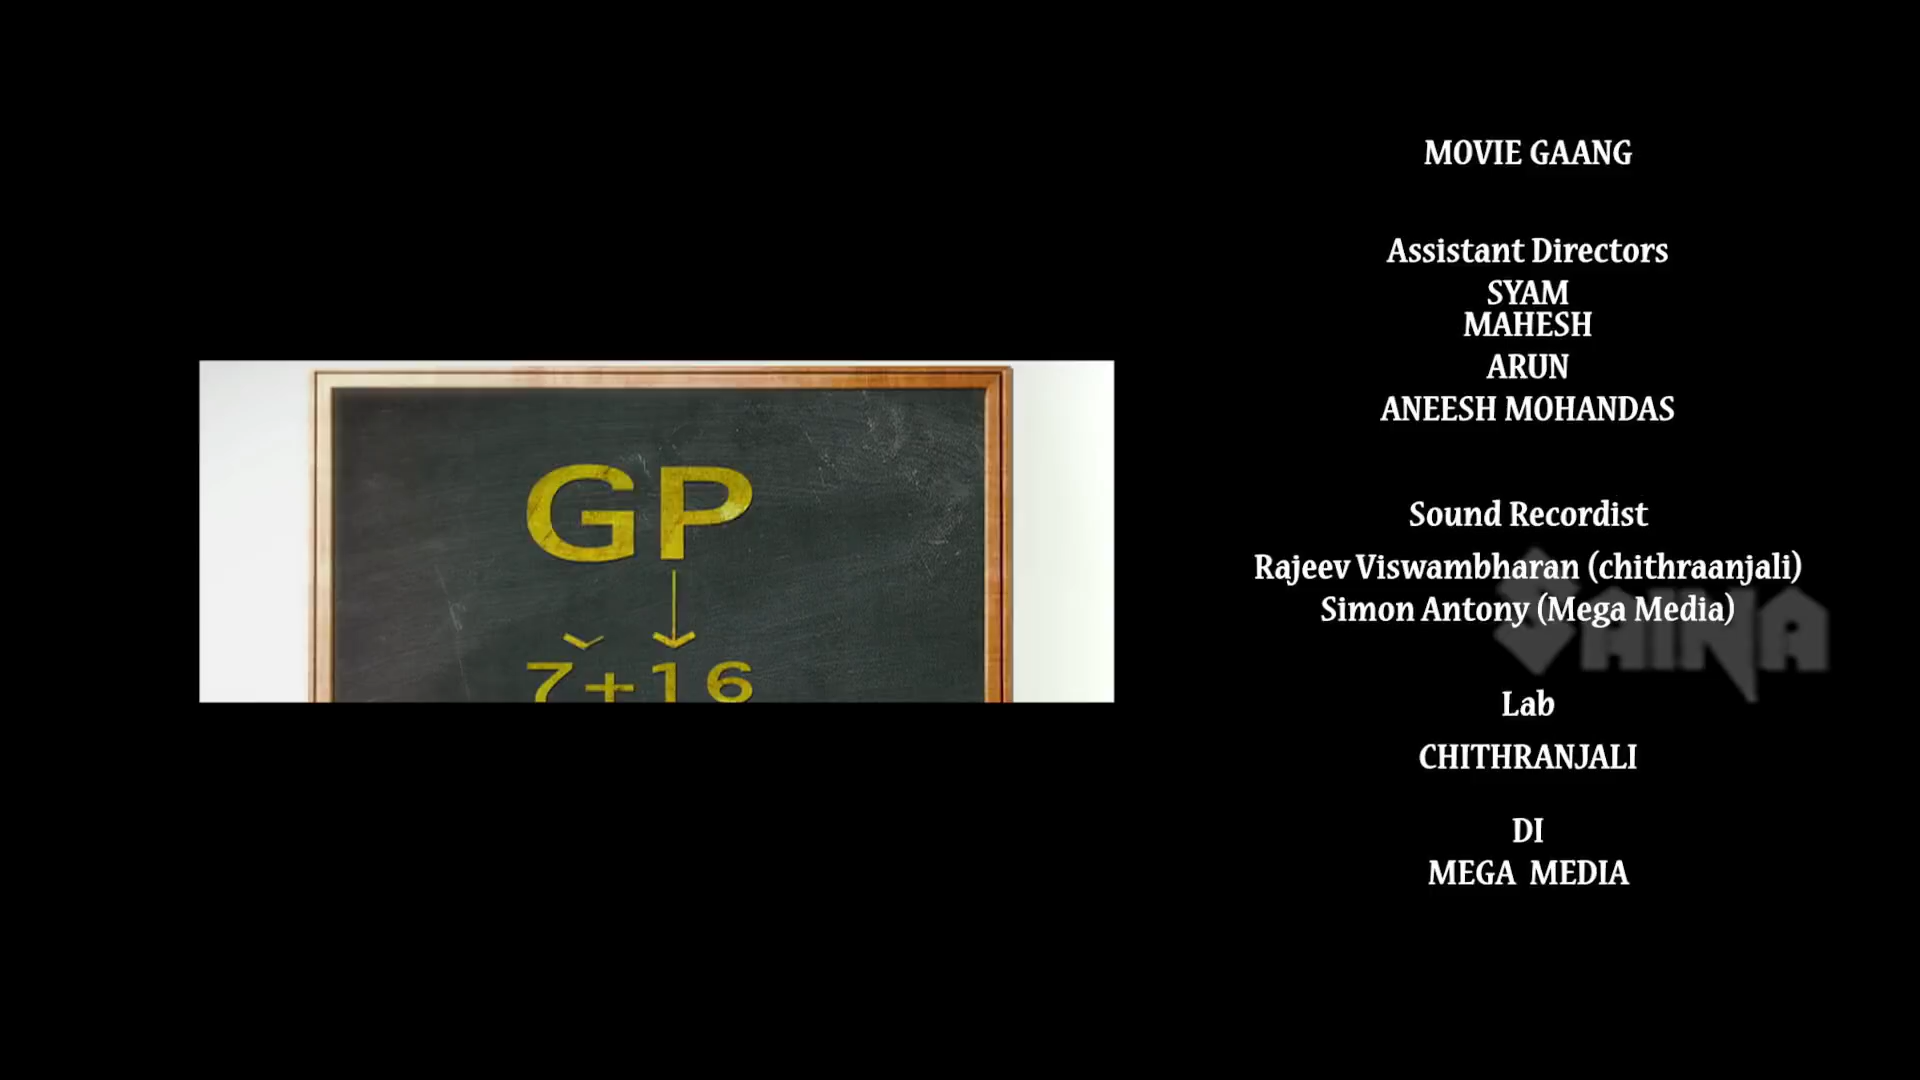 GP
7+16
MOVIE GAANG
Assistant Directors
SYAM
MAHESH
ARUN
ANEESH MOHANDAS
Sound Recordist
Rajeev Viswambharan (chithraanjali)
Simon Antony (Mega Media)
SAINA
Lab
CHITHRANJALI
DI
MEGA MEDIA